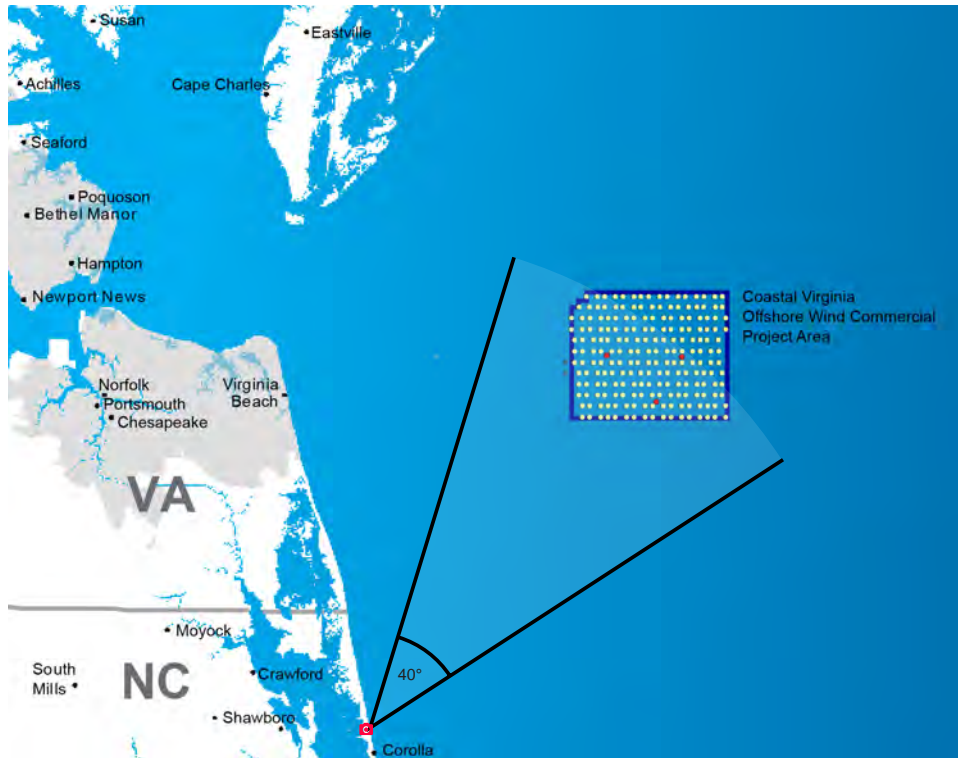 Susan
Eastville
Achilles
Cape Charles
Seaford
Poquoson
Bethel Manor
Hampton
Newport News
Coastal Virginia
Offshore Wind Commercial
Project Area
Norfolk
Portsmouth
Chesapeake
Virginia
Beach
VA
Moyock
NC
South
Mills
Crawford
40°
Shawboro
C
Corolla